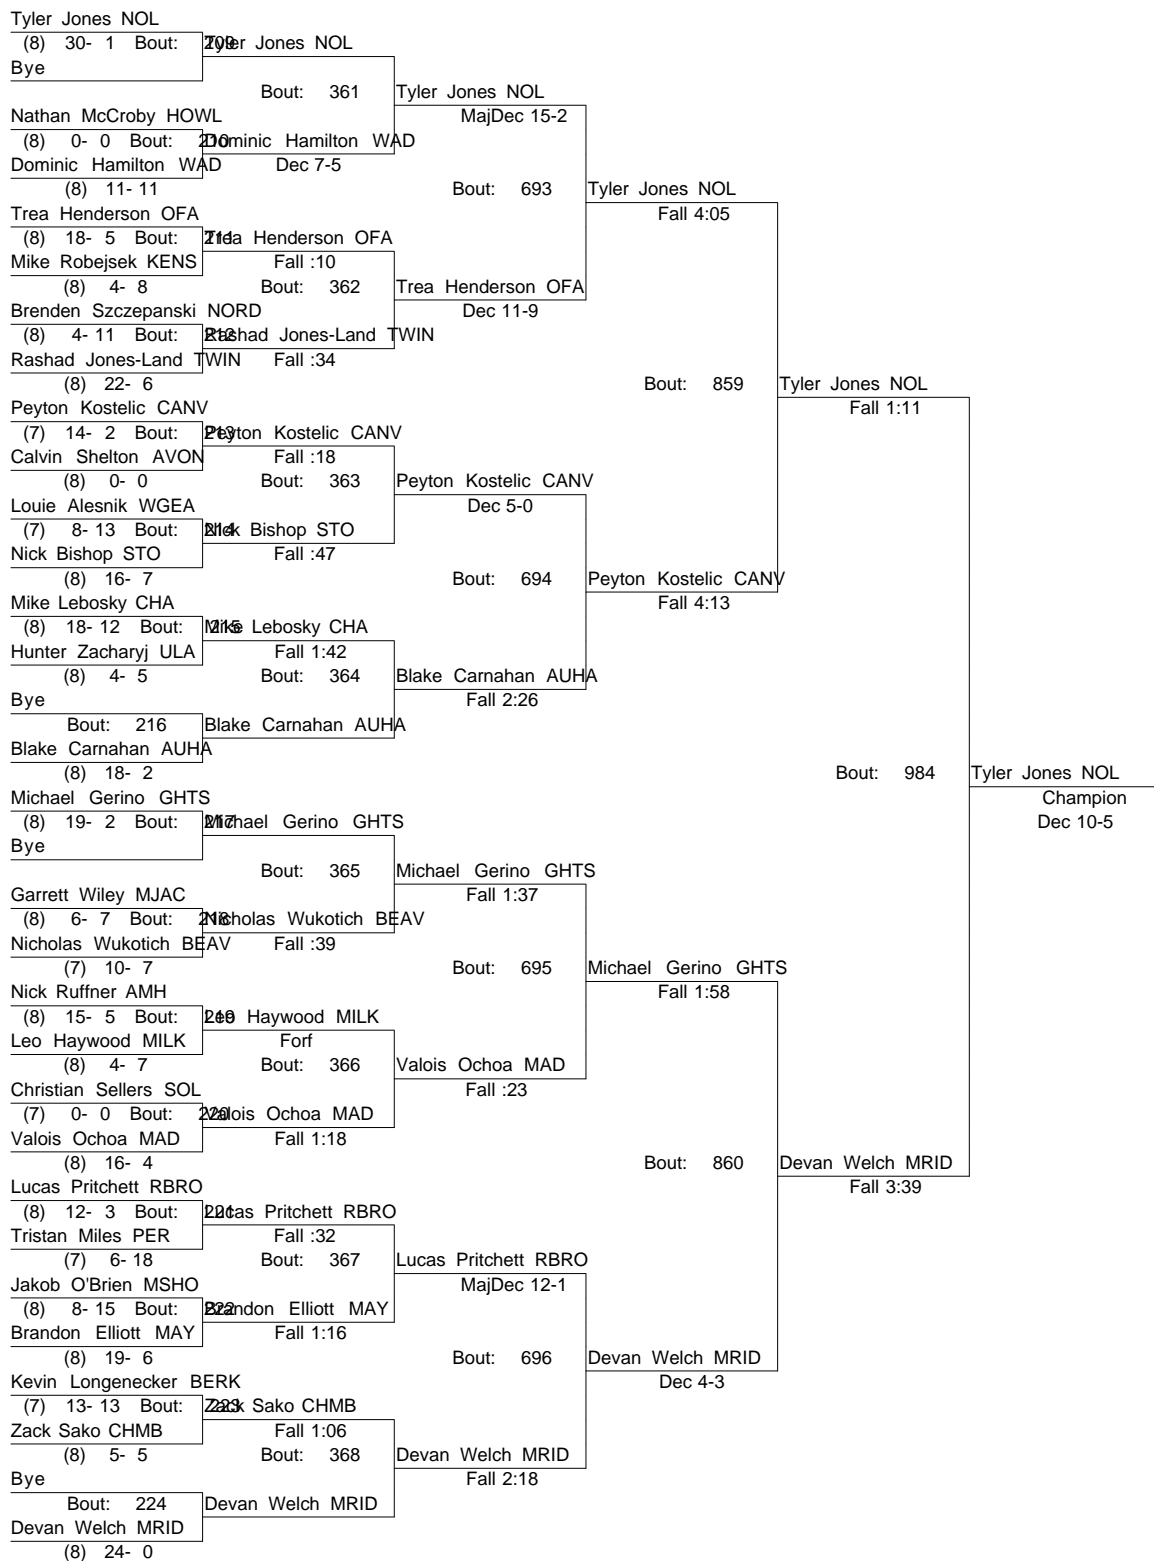 Tyler Jones NOL
(8) 30- 1 Bout: 209 Tyler Jones NOL
Bye
Bout: 361 Tyler Jones NOL
Nathan McCroby HOWL MajDec 15-2
(8) 0- 0 Bout: 210 Dominic Hamilton WAD
Dominic Hamilton WAD Dec 7-5
(8) 11- 11 Bout: 693 Tyler Jones NOL
Trea Henderson OFA Fall 4:05
(8) 18- 5 Bout: 211 Trea Henderson OFA
Mike Robejsek KENS Fall :10
(8) 4- 8 Bout: 362 Trea Henderson OFA
Brenden Szczepanski NORD Dec 11-9
(8) 4- 11 Bout: 212 Rashad Jones-Land TWIN
Rashad Jones-Land TWIN Fall :34
(8) 22- 6 Bout: 859 Tyler Jones NOL
Peyton Kostelic CANV Fall 1:11
(7) 14- 2 Bout: 213 Peyton Kostelic CANV
Calvin Shelton AVON Fall :18
(8) 0- 0 Bout: 363 Peyton Kostelic CANV
Louie Alesnik WGEA Dec 5-0
(7) 8- 13 Bout: 214 Nick Bishop STO
Nick Bishop STO Fall :47
(8) 16- 7 Bout: 694 Peyton Kostelic CANV
Mike Lebosky CHA Fall 4:13
(8) 18- 12 Bout: 215 Mike Lebosky CHA
Hunter Zacharyj ULA Fall 1:42
(8) 4- 5 Bout: 364 Blake Carnahan AUHA
Bye Fall 2:26
Bout: 216 Blake Carnahan AUHA
Blake Carnahan AUHA
(8) 18- 2 Bout: 984 Tyler Jones NOL
Michael Gerino GHTS Champion
(8) 19- 2 Bout: 217 Michael Gerino GHTS Dec 10-5
Bye
Bout: 365 Michael Gerino GHTS
Garrett Wiley MJAC Fall 1:37
(8) 6- 7 Bout: 218 Nicholas Wukotich BEAV
Nicholas Wukotich BEAV Fall :39
(7) 10- 7 Bout: 695 Michael Gerino GHTS
Nick Ruffner AMH Fall 1:58
(8) 15- 5 Bout: 219 Leo Haywood MILK
Leo Haywood MILK Forf
(8) 4- 7 Bout: 366 Valois Ochoa MAD
Christian Sellers SOL Fall :23
(7) 0- 0 Bout: 220 Valois Ochoa MAD
Valois Ochoa MAD Fall 1:18
(8) 16- 4 Bout: 860 Devan Welch MRID
Lucas Pritchett RBRO Fall 3:39
(8) 12- 3 Bout: 221 Lucas Pritchett RBRO
Tristan Miles PER Fall :32
(7) 6- 18 Bout: 367 Lucas Pritchett RBRO
Jakob O'Brien MSHO MajDec 12-1
(8) 8- 15 Bout: 222 Brandon Elliott MAY
Brandon Elliott MAY Fall 1:16
(8) 19- 6 Bout: 696 Devan Welch MRID
Kevin Longenecker BERK Dec 4-3
(7) 13- 13 Bout: 223 Zack Sako CHMB
Zack Sako CHMB Fall 1:06
(8) 5- 5 Bout: 368 Devan Welch MRID
Bye Fall 2:18
Bout: 224 Devan Welch MRID
Devan Welch MRID
(8) 24- 0